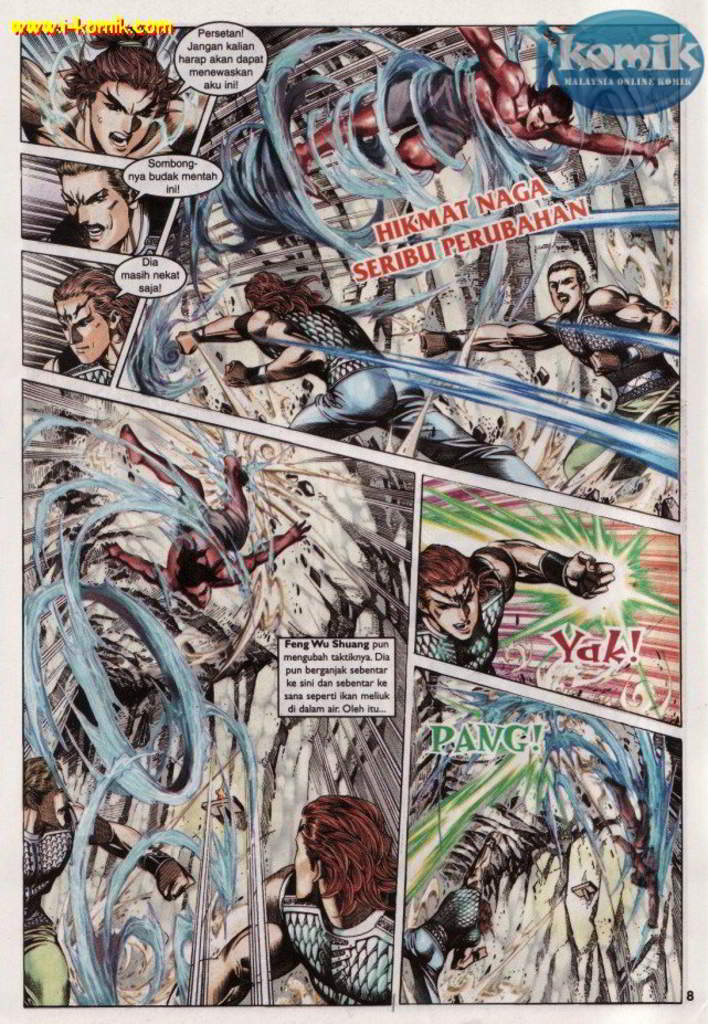 www.i-komik.com
Persetan!
Jangan kalian
harap akan dapat
menewaskan
aku ini!
ikomik
MALAYSIA ONLINE KOMIK
Sombong-
nya budak mentah
ini!
Dia
masih nekat
saja!
HIKMAT NAGA
SERIBU PERUBAHAN
Feng Wu Shuang pun
mengubah taktiknya. Dia
pun berganjak sebentar
ke sini dan sebentar ke
sana seperti ikan meliuk
di dalam air. Oleh itu...
Yak!
PANG!
8